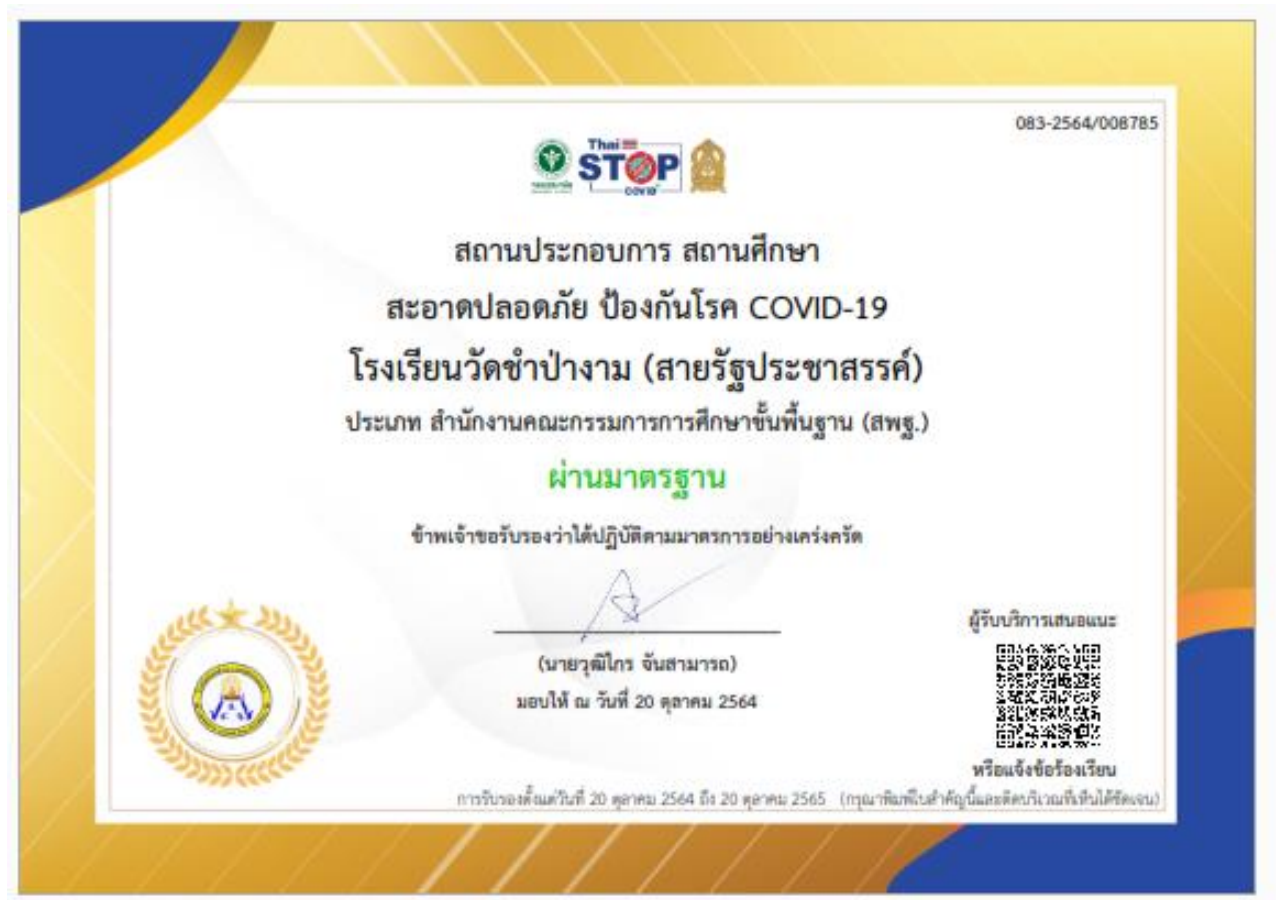 083-2564/008785
Thai
STOP
COVID
สถานประกอบการ สถานศึกษา
สะอาดปลอดภัย ป้องกันโรค COVID-19
โรงเรียนวัดชำป่างาม (สายรัฐประชาสรรค์)
ประเภท สำนักงานคณะกรรมการการศึกษาขั้นพื้นฐาน (สพฐ.)
ผ่านมาตรฐาน
ข้าพเจ้าขอรับรองว่าได้ปฏิบัติตามมาตรการอย่างเคร่งครัด
(นายวุฒิไกร จันสามารถ)
มอบให้ ณ วันที่ 20 ตุลาคม 2564
ผู้รับบริการเสนอแนะ
หรือแจ้งข้อร้องเรียน
การรับรองตั้งแต่วันที่ 20 ตุลาคม 2564 ถึง 20 ตุลาคม 2565 (กรุณาพิมพ์ใบสำคัญนี้และติดบริเวณที่เห็นได้ชัดเจน)